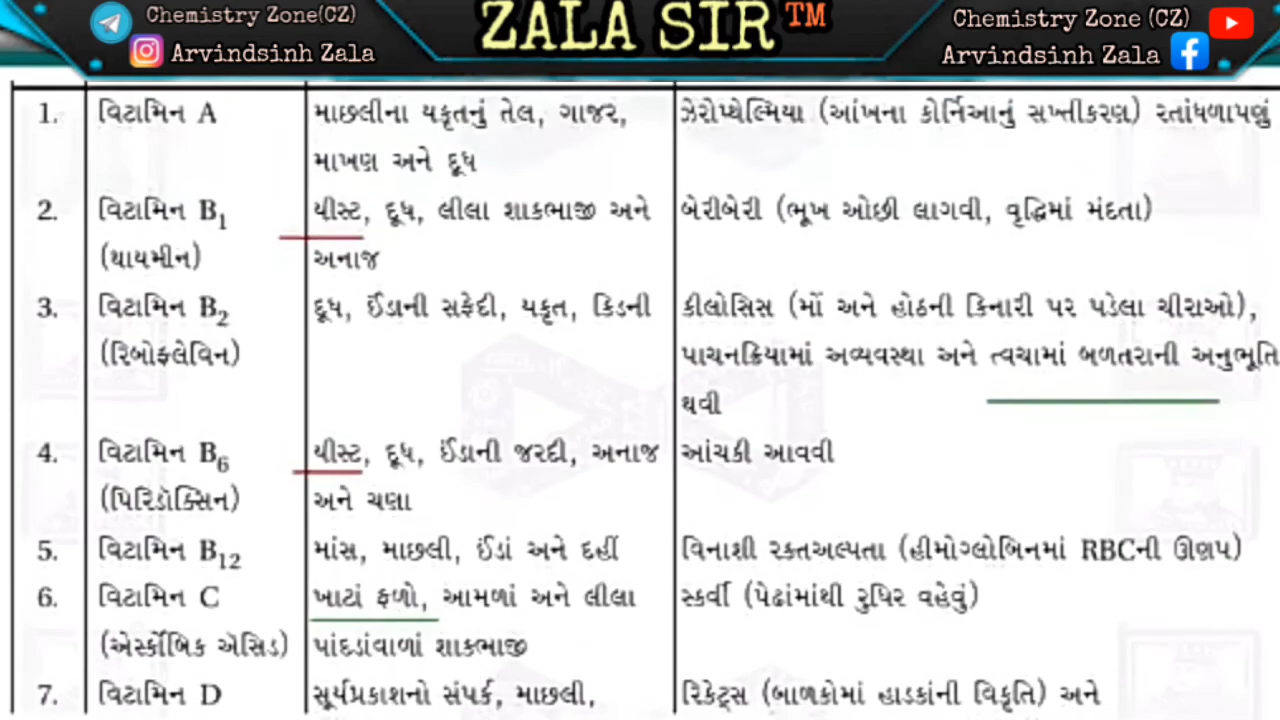 Chemistry Zone(CZ)
Arvindsinh Zala
ZALA SIR™
Chemistry Zone (CZ)
Arvindsinh Zala
1. વિટામિન A માછલીના યકૃતનું તેલ, ગાજર, ઝેરોપ્થેલ્મિયા (આંખના કોર્નિઆનું સખ્તીકરણ) રતાંધળાપણું
માખણ અને દૂધ
2. વિટામિન B₁ યીસ્ટ, દૂધ, લીલા શાકભાજી અને બેરીબેરી (ભૂખ ઓછી લાગવી, વૃદ્ધિમાં મંદતા)
(થાયમીન) અનાજ
3. વિટામિન B₂ દૂધ, ઈંડાની સફેદી, યકૃત, કિડની કીલોસિસ (મોં અને હોઠની કિનારી પર પડેલા ચીરાઓ),
(રિબોફ્લેવિન) પાચનક્રિયામાં અવ્યવસ્થા અને ત્વચામાં બળતરાની અનુભૂતિ
થવી
4. વિટામિન B₆ યીસ્ટ, દૂધ, ઈંડાની જરદી, અનાજ આંચકી આવવી
(પિરિડૉક્સિન) અને ચણા
5. વિટામિન B₁₂ માંસ, માછલી, ઈંડાં અને દહીં વિનાશી રક્તઅલ્પતા (હીમોગ્લોબિનમાં RBCની ઊણપ)
6. વિટામિન C ખાટાં ફળો, આમળાં અને લીલા સ્કર્વી (પેઢાંમાંથી રુધિર વહેવું)
(એસ્કૉર્બિક ઍસિડ) પાંદડાંવાળાં શાકભાજી
7. વિટામિન D સૂર્યપ્રકાશનો સંપર્ક, માછલી, રિકેટ્સ (બાળકોમાં હાડકાંની વિકૃતિ) અને